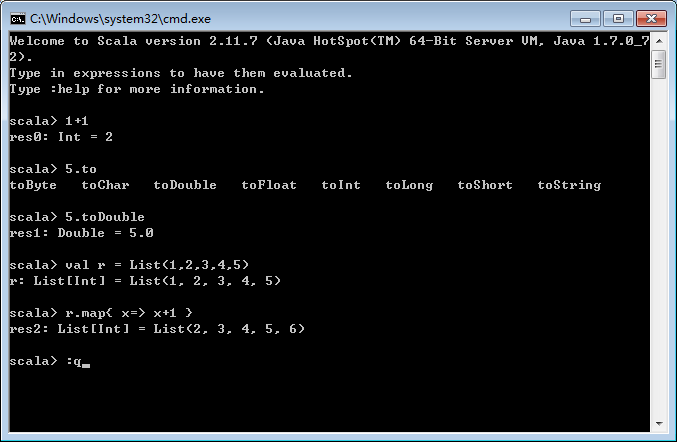 C:\Windows\system32\cmd.exe
Welcome to Scala version 2.11.7 (Java HotSpot(TM) 64-Bit Server VM, Java 1.7.0_7
2).
Type in expressions to have them evaluated.
Type :help for more information.
scala> 1+1
res0: Int = 2
scala> 5.to
toByte   toChar   toDouble   toFloat   toInt   toLong   toShort   toString
scala> 5.toDouble
res1: Double = 5.0
scala> val r = List(1,2,3,4,5)
r: List[Int] = List(1, 2, 3, 4, 5)
scala> r.map{ x=> x+1 }
res2: List[Int] = List(2, 3, 4, 5, 6)
scala> :q